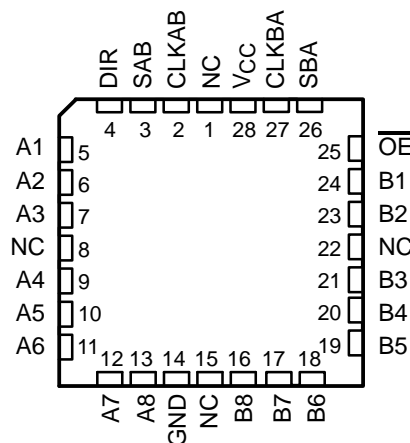 DIR SAB CLKAB NC VCC CLKBA SBA
4 3 2 1 28 27 26
A1 5 25 OE
A2 6 24 B1
A3 7 23 B2
NC 8 22 NC
A4 9 21 B3
A5 10 20 B4
A6 11 19 B5
12 13 14 15 16 17 18
A7 A8 GND NC B8 B7 B6